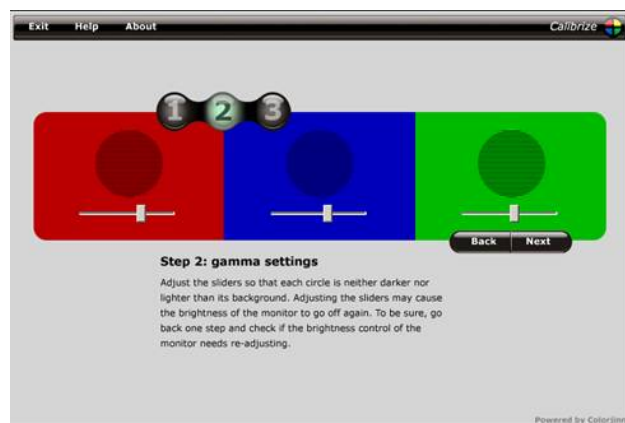 Exit Help About Calibrize
1 2 3
Back Next
Step 2: gamma settings
Adjust the sliders so that each circle is neither darker nor
lighter than its background. Adjusting the sliders may cause
the brightness of the monitor to go off again. To be sure, go
back one step and check if the brightness control of the
monitor needs re-adjusting.
Powered by Colorjinn